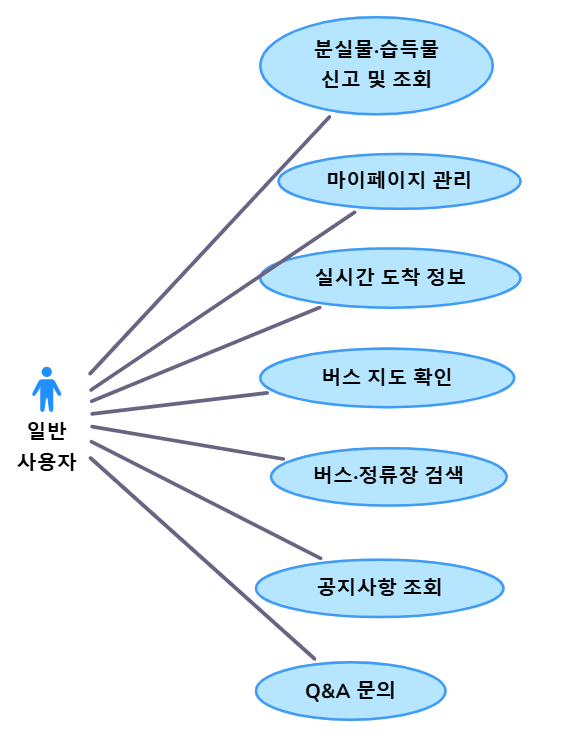 분실물·습득물
신고 및 조회
마이페이지 관리
실시간 도착 정보
버스 지도 확인
일반
사용자
버스·정류장 검색
공지사항 조회
Q&A 문의